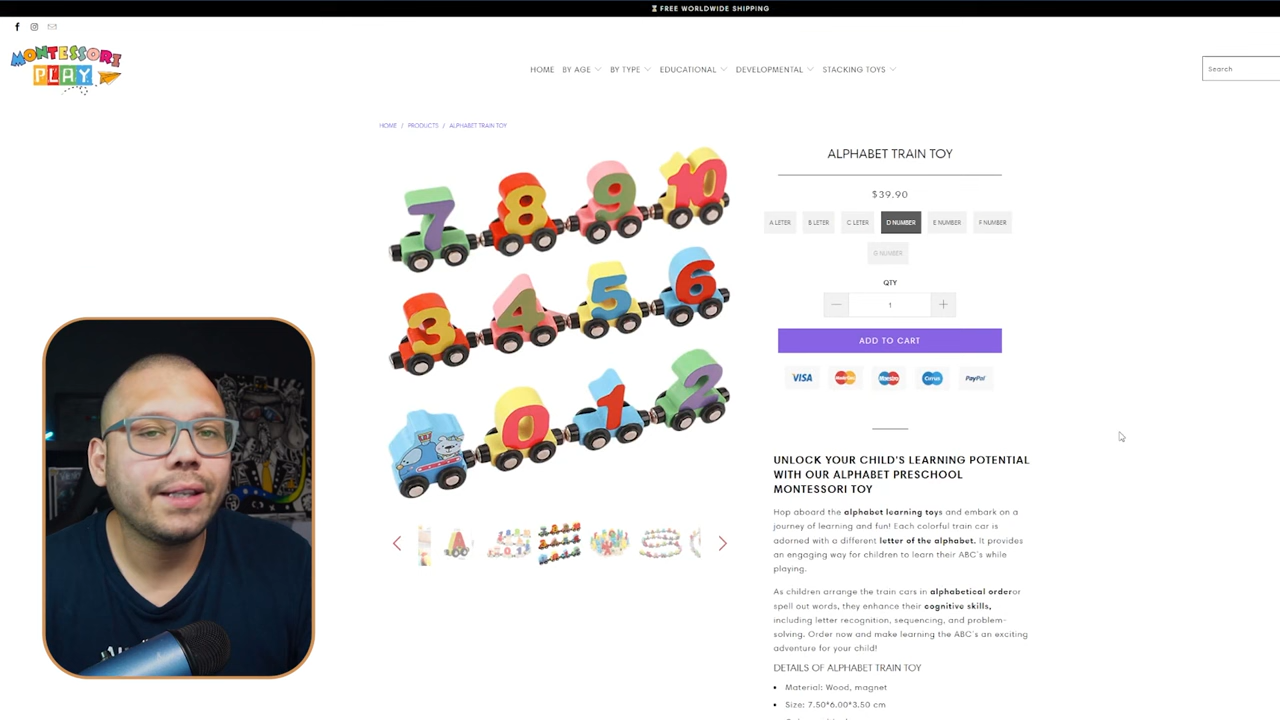 FREE WORLDWIDE SHIPPING
MONTESSORI
PLAY
HOME BY AGE BY TYPE EDUCATIONAL DEVELOPMENTAL STACKING TOYS
Search
HOME / PRODUCTS / ALPHABET TRAIN TOY
ALPHABET TRAIN TOY
$39.90
A LETER B LETER C LETER D NUMBER E NUMBER F NUMBER
G NUMBER
QTY
1
ADD TO CART
VISA Maestro Cirrus PayPal
7 8 9 10
3 4 5 6
0 1 2
UNLOCK YOUR CHILD'S LEARNING POTENTIAL
WITH OUR ALPHABET PRESCHOOL
MONTESSORI TOY
Hop aboard the alphabet learning toys and embark on a
journey of learning and fun! Each colorful train car is
adorned with a different letter of the alphabet. It provides
an engaging way for children to learn their ABC's while
playing.
As children arrange the train cars in alphabetical orderor
spell out words, they enhance their cognitive skills,
including letter recognition, sequencing, and problem-
solving. Order now and make learning the ABC's an exciting
adventure for your child!
DETAILS OF ALPHABET TRAIN TOY
Material: Wood, magnet
Size: 7.50*6.00*3.50 cm